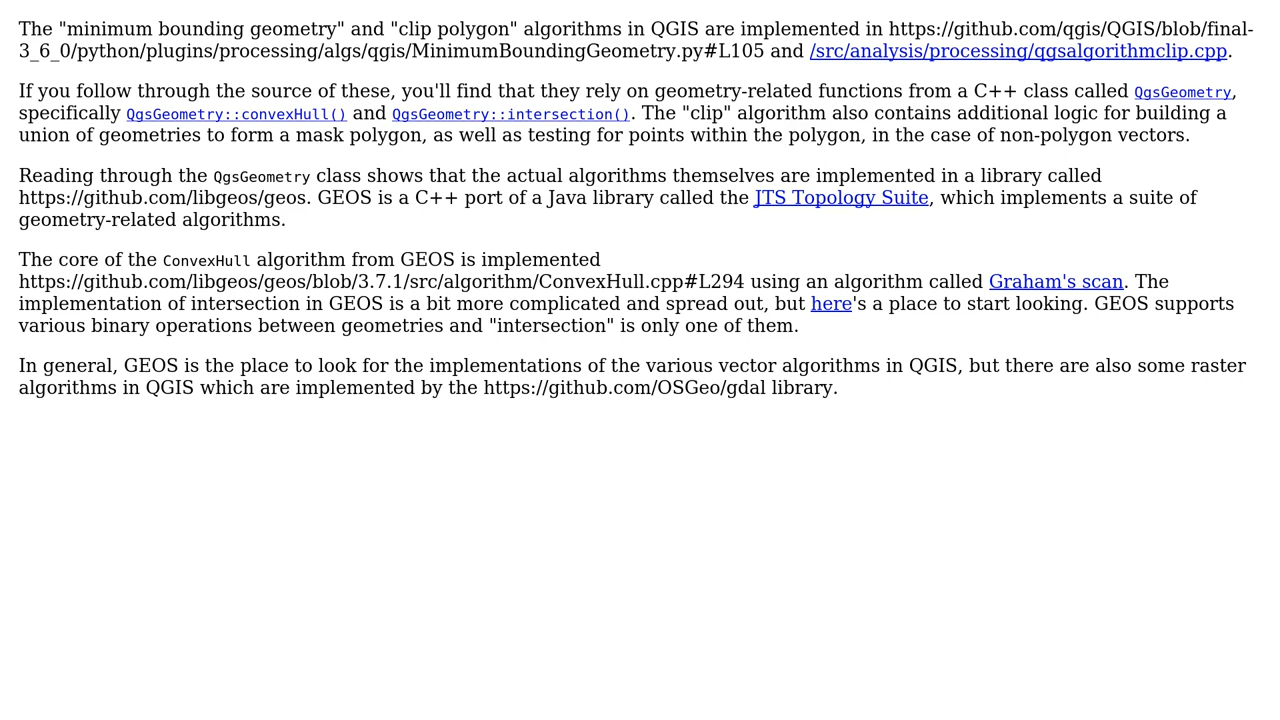 The "minimum bounding geometry" and "clip polygon" algorithms in QGIS are implemented in https://github.com/qgis/QGIS/blob/final-
3_6_0/python/plugins/processing/algs/qgis/MinimumBoundingGeometry.py#L105 and /src/analysis/processing/qgsalgorithmclip.cpp.
If you follow through the source of these, you'll find that they rely on geometry-related functions from a C++ class called QgsGeometry,
specifically QgsGeometry::convexHull() and QgsGeometry::intersection(). The "clip" algorithm also contains additional logic for building a
union of geometries to form a mask polygon, as well as testing for points within the polygon, in the case of non-polygon vectors.
Reading through the QgsGeometry class shows that the actual algorithms themselves are implemented in a library called
https://github.com/libgeos/geos. GEOS is a C++ port of a Java library called the JTS Topology Suite, which implements a suite of
geometry-related algorithms.
The core of the ConvexHull algorithm from GEOS is implemented
https://github.com/libgeos/geos/blob/3.7.1/src/algorithm/ConvexHull.cpp#L294 using an algorithm called Graham's scan. The
implementation of intersection in GEOS is a bit more complicated and spread out, but here's a place to start looking. GEOS supports
various binary operations between geometries and "intersection" is only one of them.
In general, GEOS is the place to look for the implementations of the various vector algorithms in QGIS, but there are also some raster
algorithms in QGIS which are implemented by the https://github.com/OSGeo/gdal library.